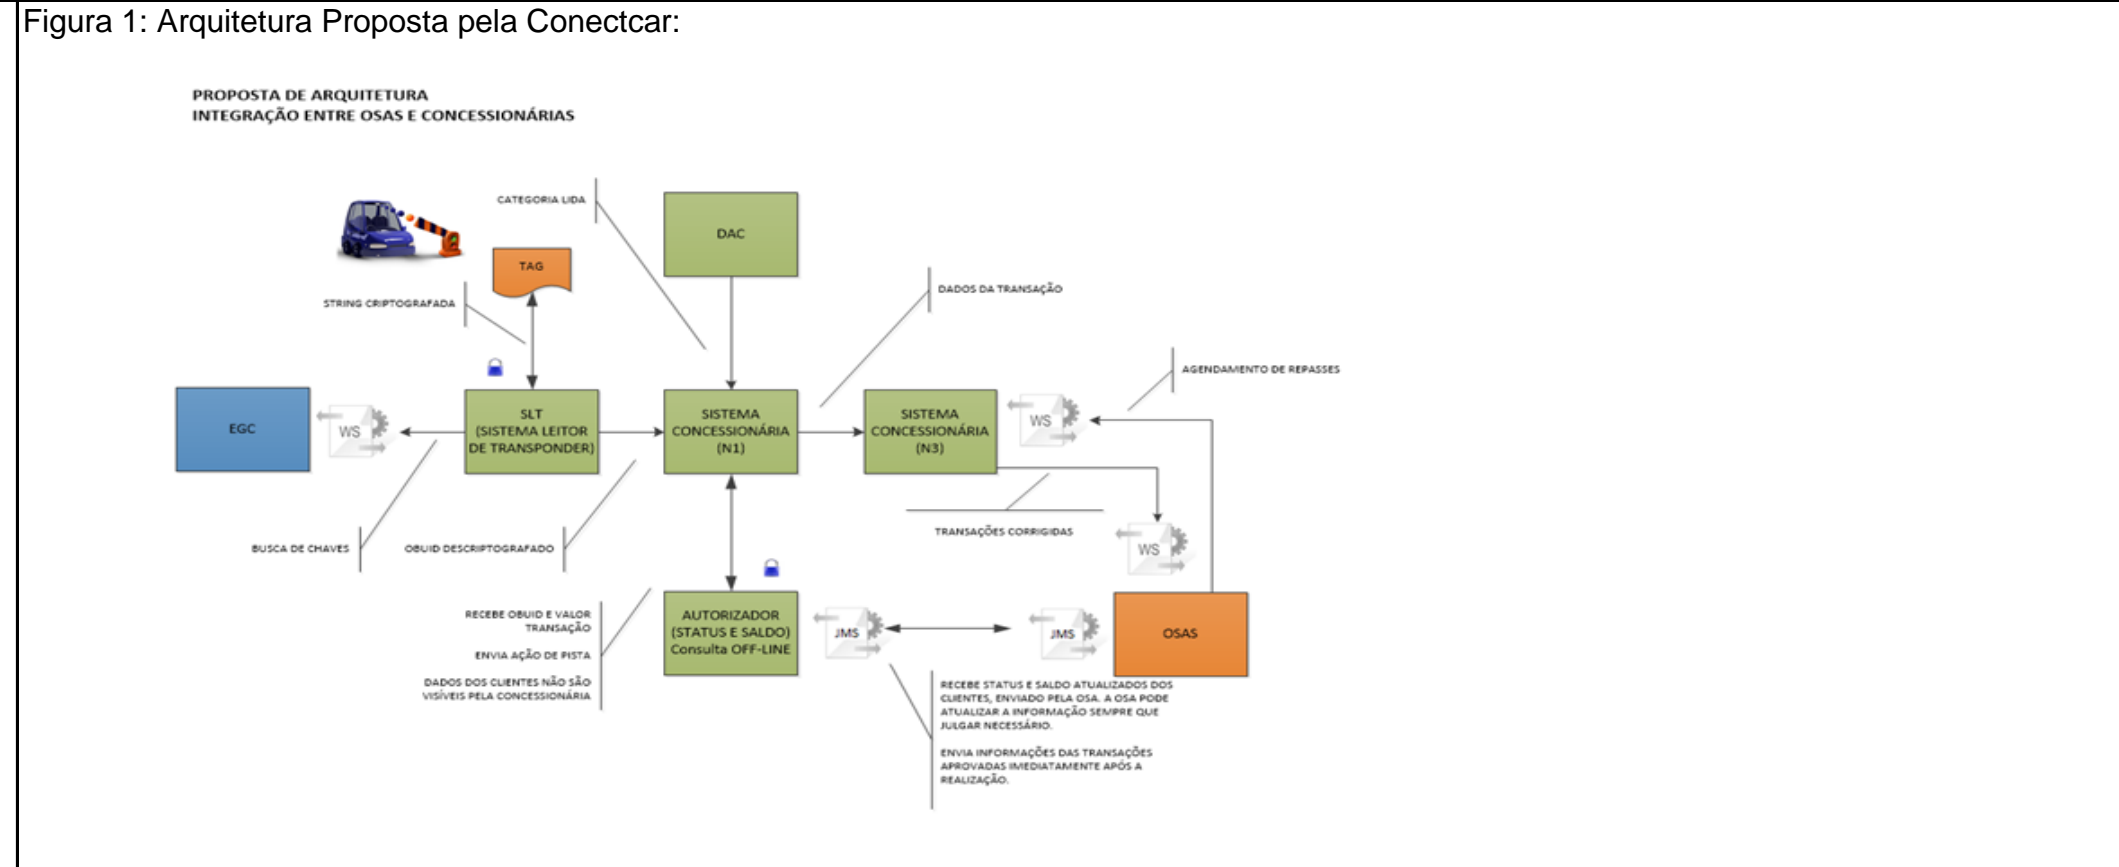 Figura 1: Arquitetura Proposta pela Conectcar:
PROPOSTA DE ARQUITETURA
INTEGRAÇÃO ENTRE OSAS E CONCESSIONÁRIAS
CATEGORIA LIDA
DAC
TAG
STRING CRIPTOGRAFADA
DADOS DA TRANSAÇÃO
AGENDAMENTO DE REPASSES
EGC
WS
SLT
(SISTEMA LEITOR
DE TRANSPONDER)
SISTEMA
CONCESSIONÁRIA
(N1)
SISTEMA
CONCESSIONÁRIA
(N3)
WS
BUSCA DE CHAVES
OBUID DESCRIPTOGRAFADO
TRANSAÇÕES CORRIGIDAS
WS
RECEBE OBUID E VALOR
TRANSAÇÃO
ENVIA AÇÃO DE PISTA
DADOS DOS CLIENTES NÃO SÃO
VISÍVEIS PELA CONCESSIONÁRIA
AUTORIZADOR
(STATUS E SALDO)
Consulta OFF-LINE
JMS
JMS
OSAS
RECEBE STATUS E SALDO ATUALIZADOS DOS
CLIENTES, ENVIADO PELA OSA. A OSA PODE
ATUALIZAR A INFORMAÇÃO SEMPRE QUE
JULGAR NECESSÁRIO.
ENVIA INFORMAÇÕES DAS TRANSAÇÕES
APROVADAS IMEDIATAMENTE APÓS A
REALIZAÇÃO.